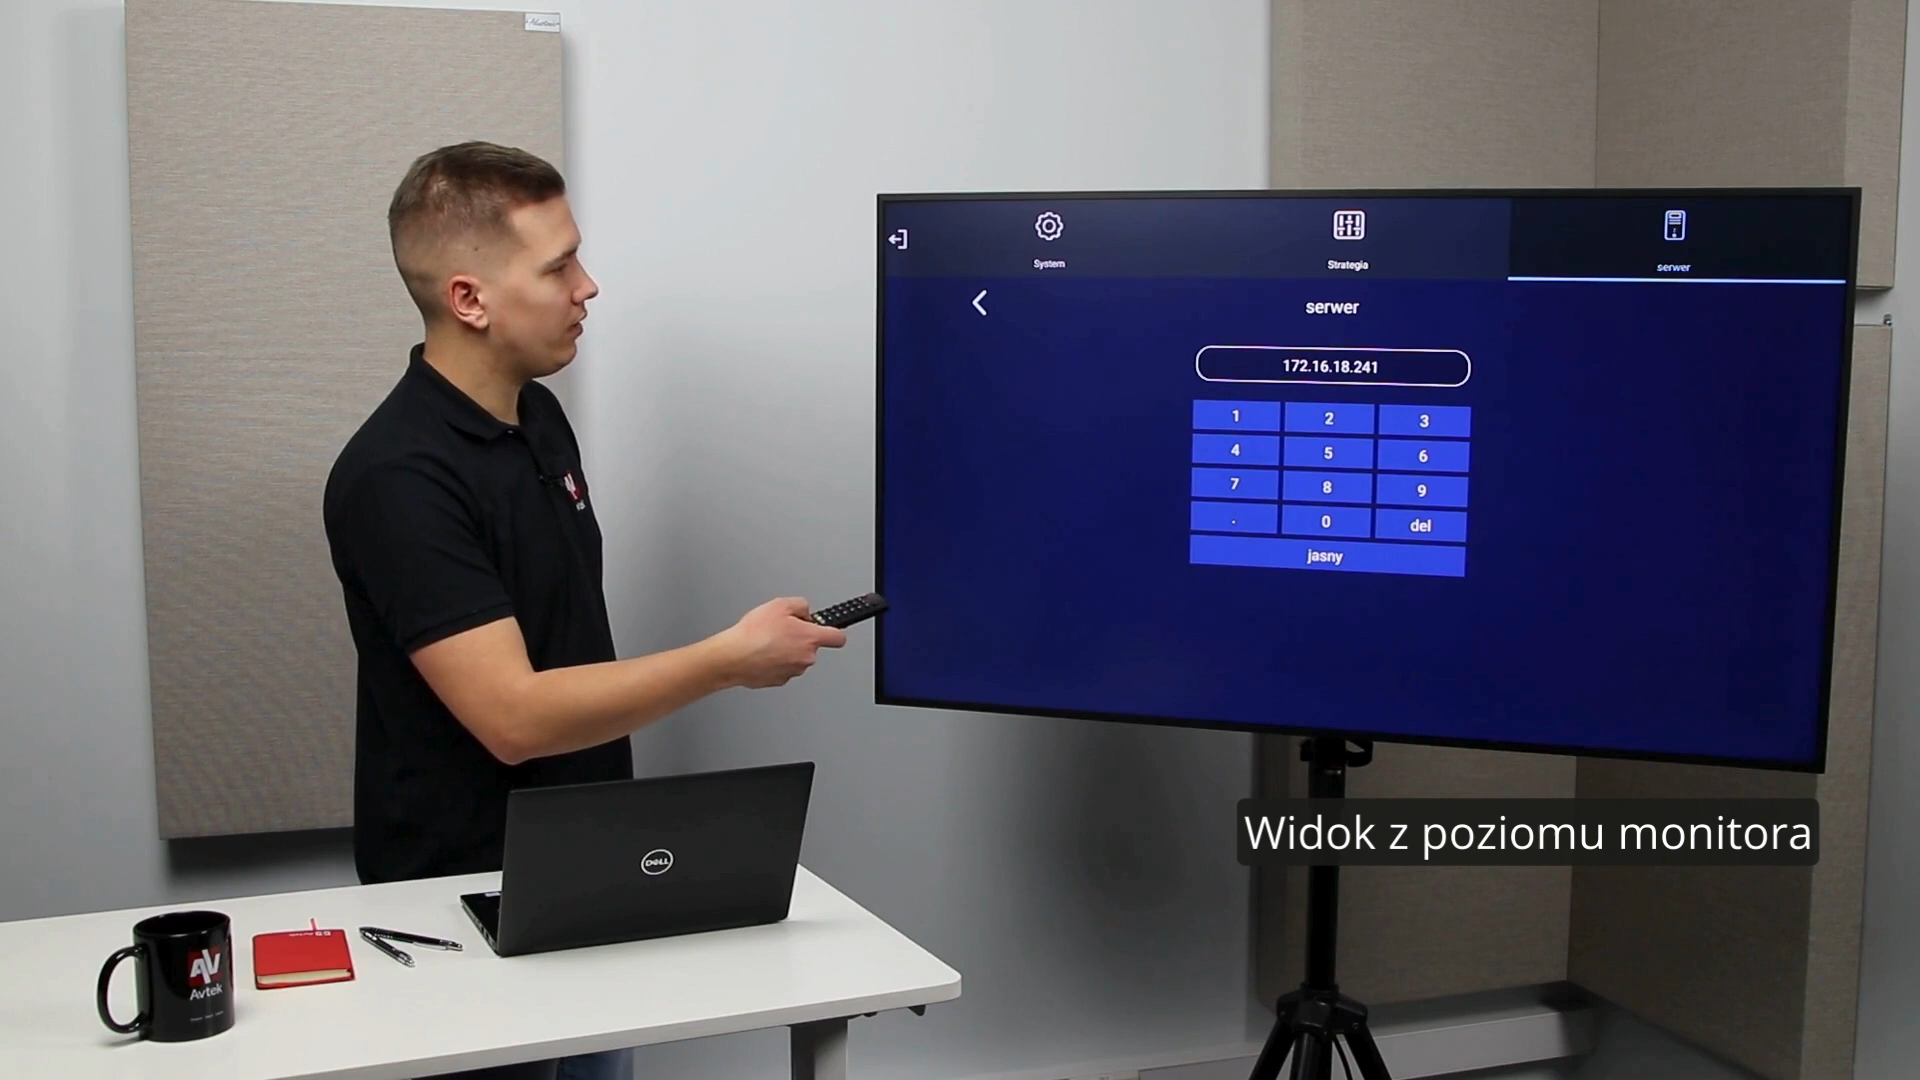 System
Strategia
serwer
serwer
172.16.18.241
1 2 3
4 5 6
7 8 9
. 0 del
jasny
Widok z poziomu monitora
DELL
AV
Avtek